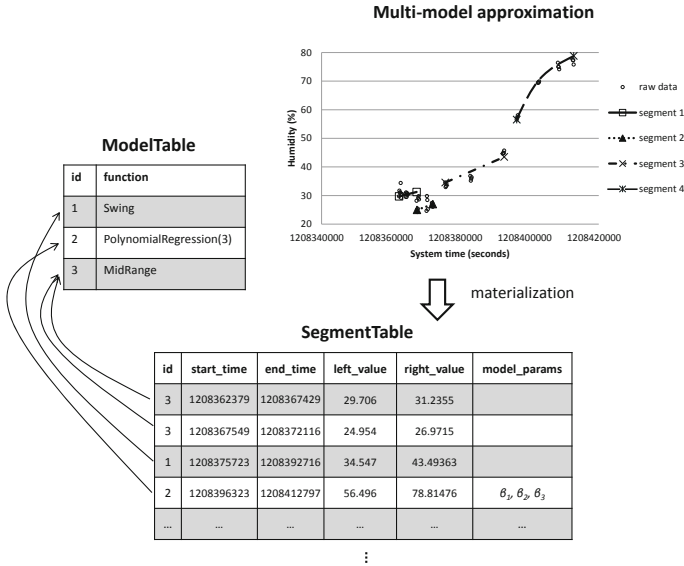 Multi-model approximation
80
70
60
50
40
30
20
Humidity (%)
1208340000 1208360000 1208380000 1208400000 1208420000
System time (seconds)
raw data
segment 1
segment 2
segment 3
segment 4
ModelTable
id function
1 Swing
2 PolynomialRegression(3)
3 MidRange
materialization
SegmentTable
id start_time end_time left_value right_value model_params
3 1208362379 1208367429 29.706 31.2355
3 1208367549 1208372116 24.954 26.9715
1 1208375723 1208392716 34.547 43.49363
2 1208396323 1208412797 56.496 78.81476 β₁, β₂, β₃
... ... ... ... ... ...
⋮